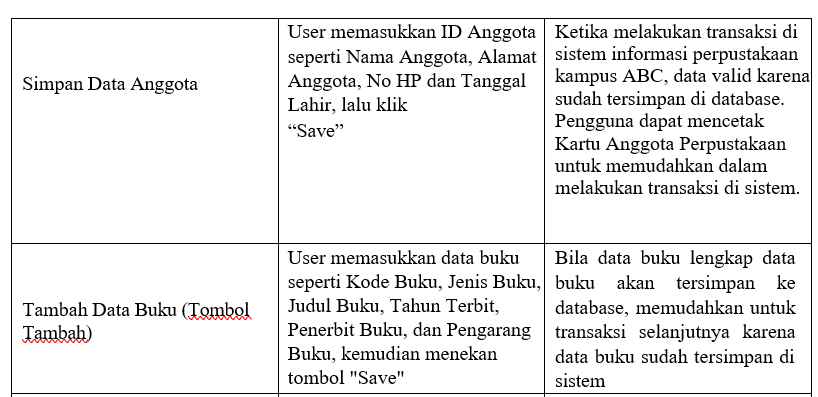 Simpan Data Anggota
User memasukkan ID Anggota
seperti Nama Anggota, Alamat
Anggota, No HP dan Tanggal
Lahir, lalu klik
“Save”
Ketika melakukan transaksi di
sistem informasi perpustakaan
kampus ABC, data valid karena
sudah tersimpan di database.
Pengguna dapat mencetak
Kartu Anggota Perpustakaan
untuk memudahkan dalam
melakukan transaksi di sistem.
Tambah Data Buku (Tombol
Tambah)
User memasukkan data buku
seperti Kode Buku, Jenis Buku,
Judul Buku, Tahun Terbit,
Penerbit Buku, dan Pengarang
Buku, kemudian menekan
tombol "Save"
Bila data buku lengkap data
buku akan tersimpan ke
database, memudahkan untuk
transaksi selanjutnya karena
data buku sudah tersimpan di
sistem